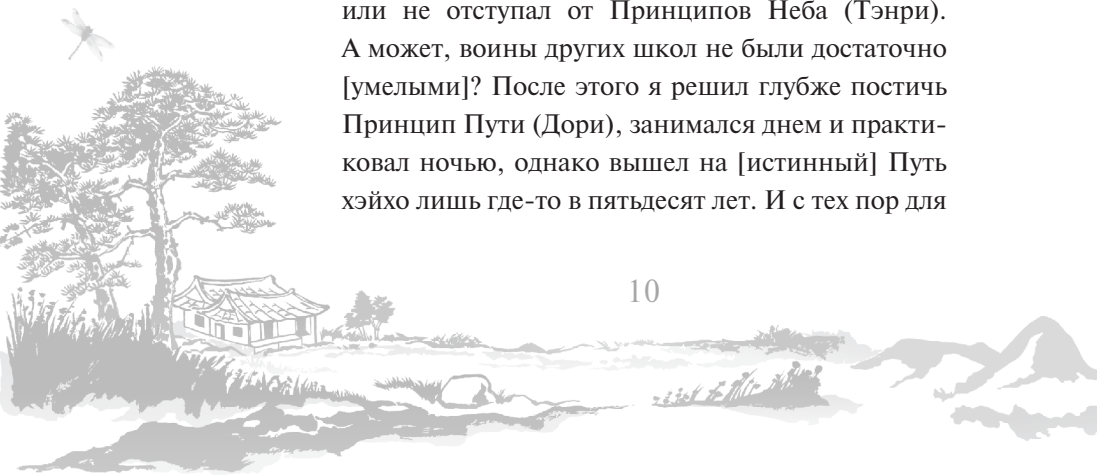 или не отступал от Принципов Неба (Тэнри).
А может, воины других школ не были достаточно
[умелыми]? После этого я решил глубже постичь
Принцип Пути (Дори), занимался днем и практи-
ковал ночью, однако вышел на [истинный] Путь
хэйхо лишь где-то в пятьдесят лет. И с тех пор для
10